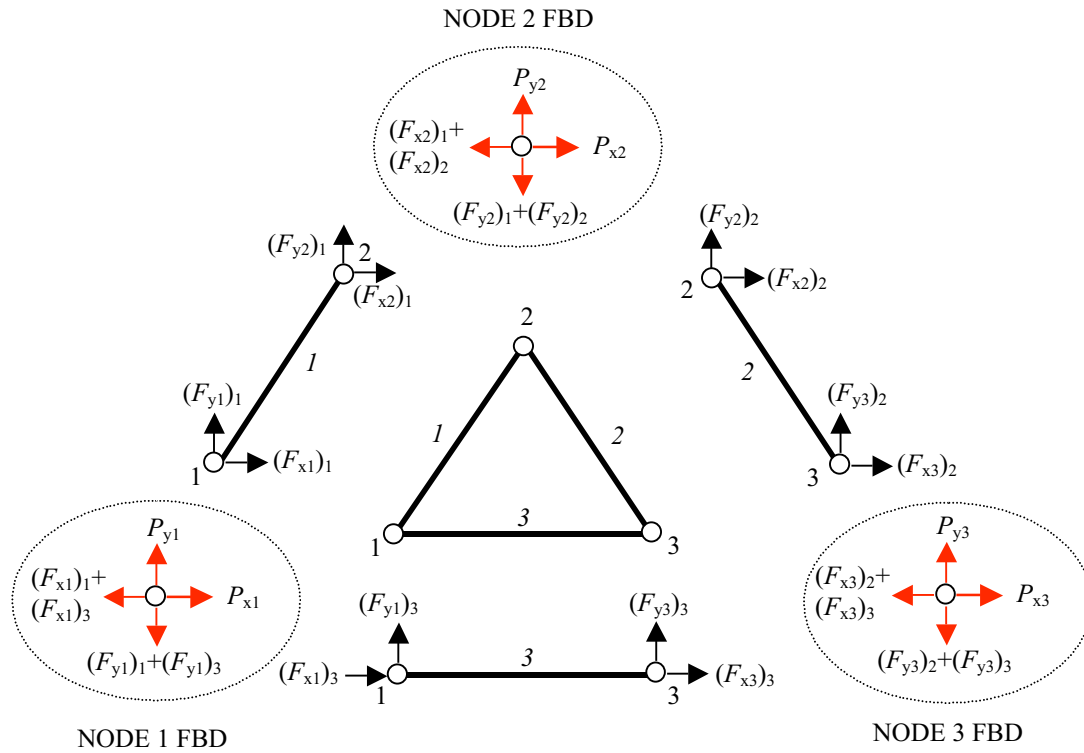 NODE 2 FBD
P_y2
(F_x2)_1+
(F_x2)_2
P_x2
(F_y2)_1+(F_y2)_2
(F_y2)_1
2
(F_x2)_1
1
(F_y1)_1
1
(F_x1)_1
(F_y2)_2
2
(F_x2)_2
2
(F_y3)_2
3
(F_x3)_2
2
1
2
3
1
3
P_y1
(F_x1)_1+
(F_x1)_3
P_x1
(F_y1)_1+(F_y1)_3
NODE 1 FBD
(F_y1)_3
(F_y3)_3
(F_x1)_3
1
3
3
(F_x3)_3
P_y3
(F_x3)_2+
(F_x3)_3
P_x3
(F_y3)_2+(F_y3)_3
NODE 3 FBD